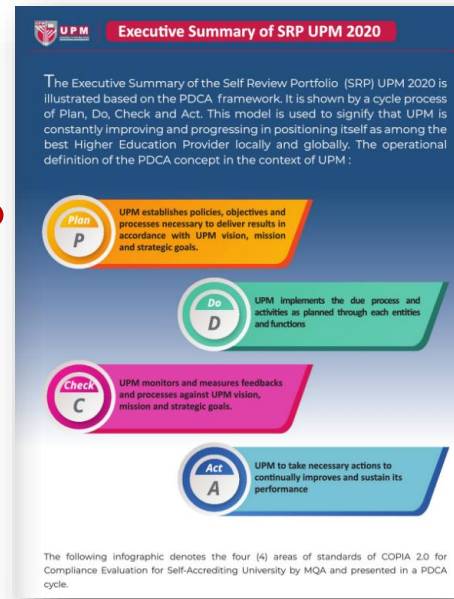 UPM
Executive Summary of SRP UPM 2020
The Executive Summary of the Self Review Portfolio (SRP) UPM 2020 is
illustrated based on the PDCA framework. It is shown by a cycle process
of Plan, Do, Check and Act. This model is used to signify that UPM is
constantly improving and progressing in positioning itself as among the
best Higher Education Provider locally and globally. The operational
definition of the PDCA concept in the context of UPM :
Plan
P
UPM establishes policies, objectives and
processes necessary to deliver results in
accordance with UPM vision, mission
and strategic goals.
Do
D
UPM implements the due process and
activities as planned through each entities
and functions
Check
C
UPM monitors and measures feedbacks
and processes against UPM vision,
mission and strategic goals.
Act
A
UPM to take necessary actions to
continually improves and sustain its
performance
The following infographic denotes the four (4) areas of standards of COPIA 2.0 for
Compliance Evaluation for Self-Accrediting University by MQA and presented in a PDCA
cycle.